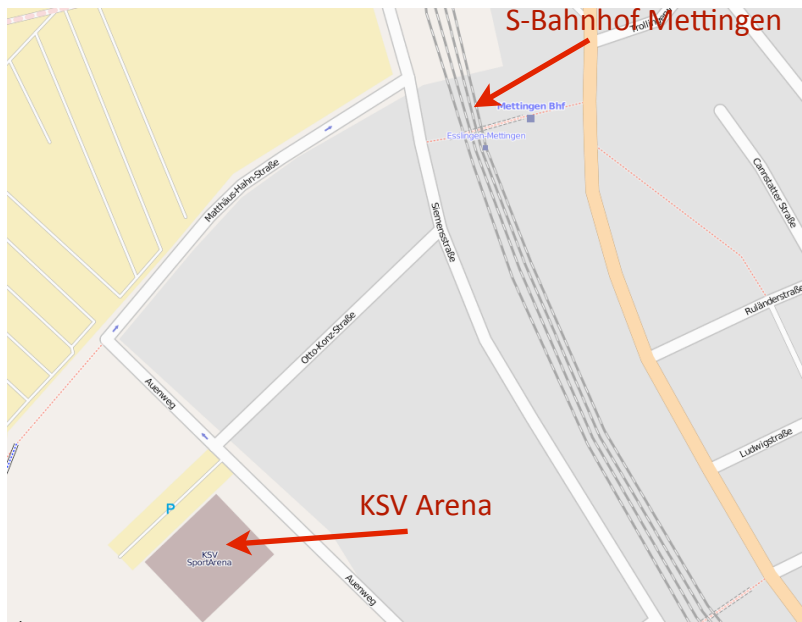 S-Bahnhof Mettingen
Mettingen Bhf
Esslingen-Mettingen
Matthäus-Hahn-Straße
Siemensstraße
Cannstatter Straße
Ruländerstraße
Otto-Konz-Straße
Auenweg
Ludwigstraße
KSV Arena
P
KSV
SportArena
Auenweg